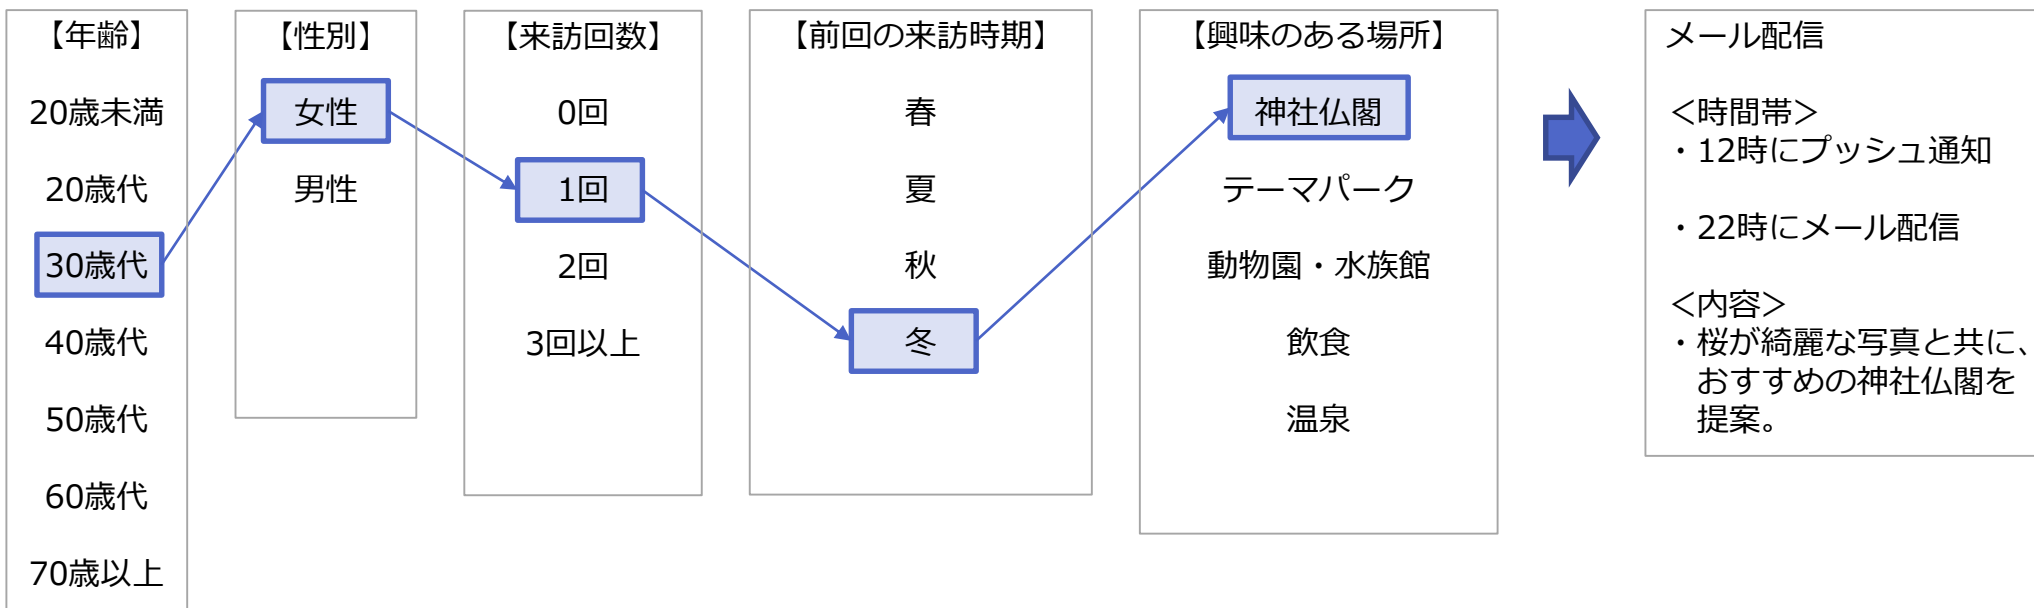 【年齢】
20歳未満
20歳代
30歳代
40歳代
50歳代
60歳代
70歳以上
【性別】
女性
男性
【来訪回数】
0回
1回
2回
3回以上
【前回の来訪時期】
春
夏
秋
冬
【興味のある場所】
神社仏閣
テーマパーク
動物園・水族館
飲食
温泉
メール配信
＜時間帯＞
・12時にプッシュ通知
・22時にメール配信
＜内容＞
・桜が綺麗な写真と共に、
おすすめの神社仏閣を
提案。